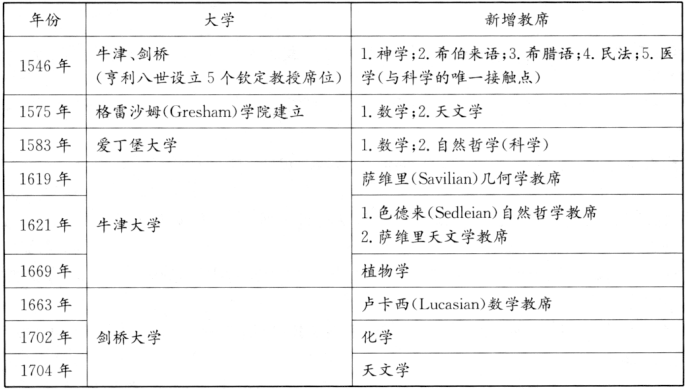 年份 大学 新增教席
1546 年 牛津、剑桥 1. 神学;2. 希伯来语;3. 希腊语;4. 民法;5. 医
(亨利八世设立 5 个钦定教授席位) 学(与科学的唯一接触点)
1575 年 格雷沙姆(Gresham)学院建立 1. 数学;2. 天文学
1583 年 爱丁堡大学 1. 数学;2. 自然哲学(科学)
1619 年 萨维里(Savilian)几何学教席
1621 年 牛津大学 1. 色德来(Sedleian)自然哲学教席
2. 萨维里天文学教席
1669 年 植物学
1663 年 卢卡西(Lucasian)数学教席
1702 年 剑桥大学 化学
1704 年 天文学